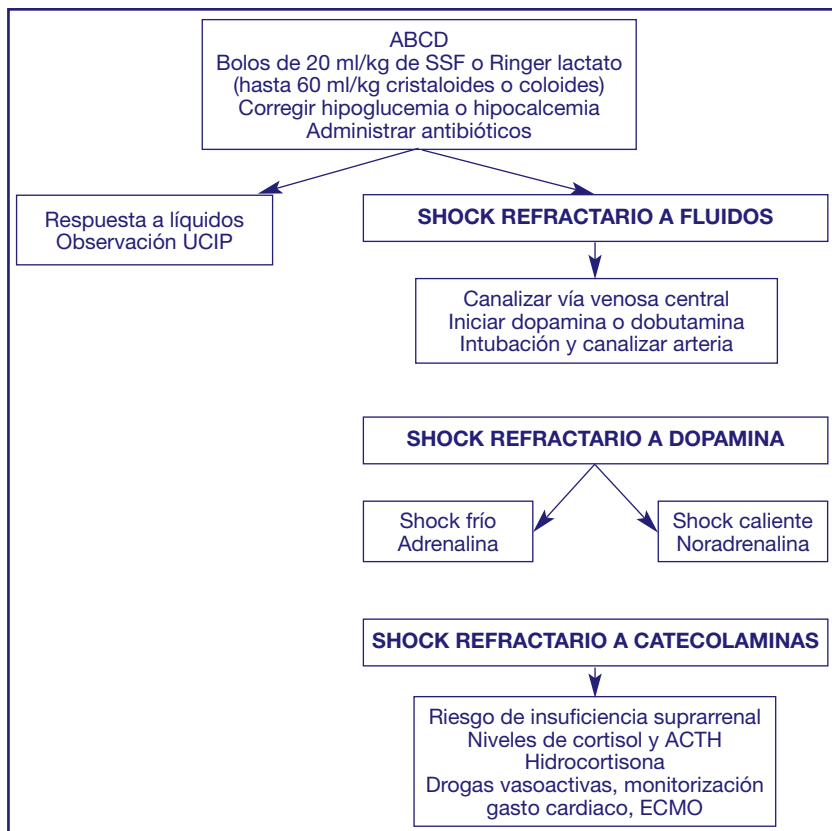 ABCD
Bolos de 20 ml/kg de SSF o Ringer lactato
(hasta 60 ml/kg cristaloides o coloides)
Corregir hipoglucemia o hipocalcemia
Administrar antibióticos
Respuesta a líquidos
Observación UCIP
SHOCK REFRACTARIO A FLUIDOS
Canalizar vía venosa central
Iniciar dopamina o dobutamina
Intubación y canalizar arteria
SHOCK REFRACTARIO A DOPAMINA
Shock frío
Adrenalina
Shock caliente
Noradrenalina
SHOCK REFRACTARIO A CATECOLAMINAS
Riesgo de insuficiencia suprarrenal
Niveles de cortisol y ACTH
Hidrocortisona
Drogas vasoactivas, monitorización
gasto cardiaco, ECMO